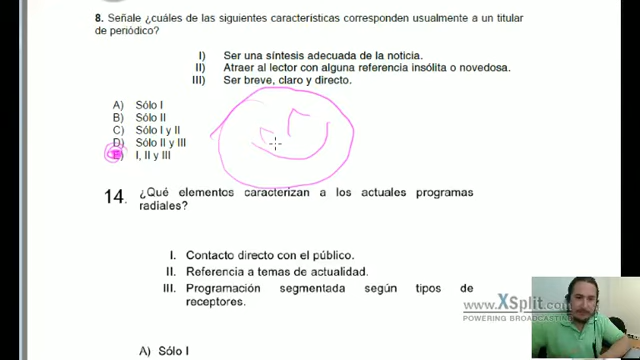 8. Señale ¿cuáles de las siguientes características corresponden usualmente a un titular
de periódico?
I) Ser una síntesis adecuada de la noticia.
II) Atraer al lector con alguna referencia insólita o novedosa.
III) Ser breve, claro y directo.
A) Sólo I
B) Sólo II
C) Sólo I y II
D) Sólo II y III
E) I, II y III
14. ¿Qué elementos caracterizan a los actuales programas
radiales?
I. Contacto directo con el público.
II. Referencia a temas de actualidad.
III. Programación segmentada según tipos de
receptores.
A) Sólo I
www.XSplit.com
POWERING BROADCASTING